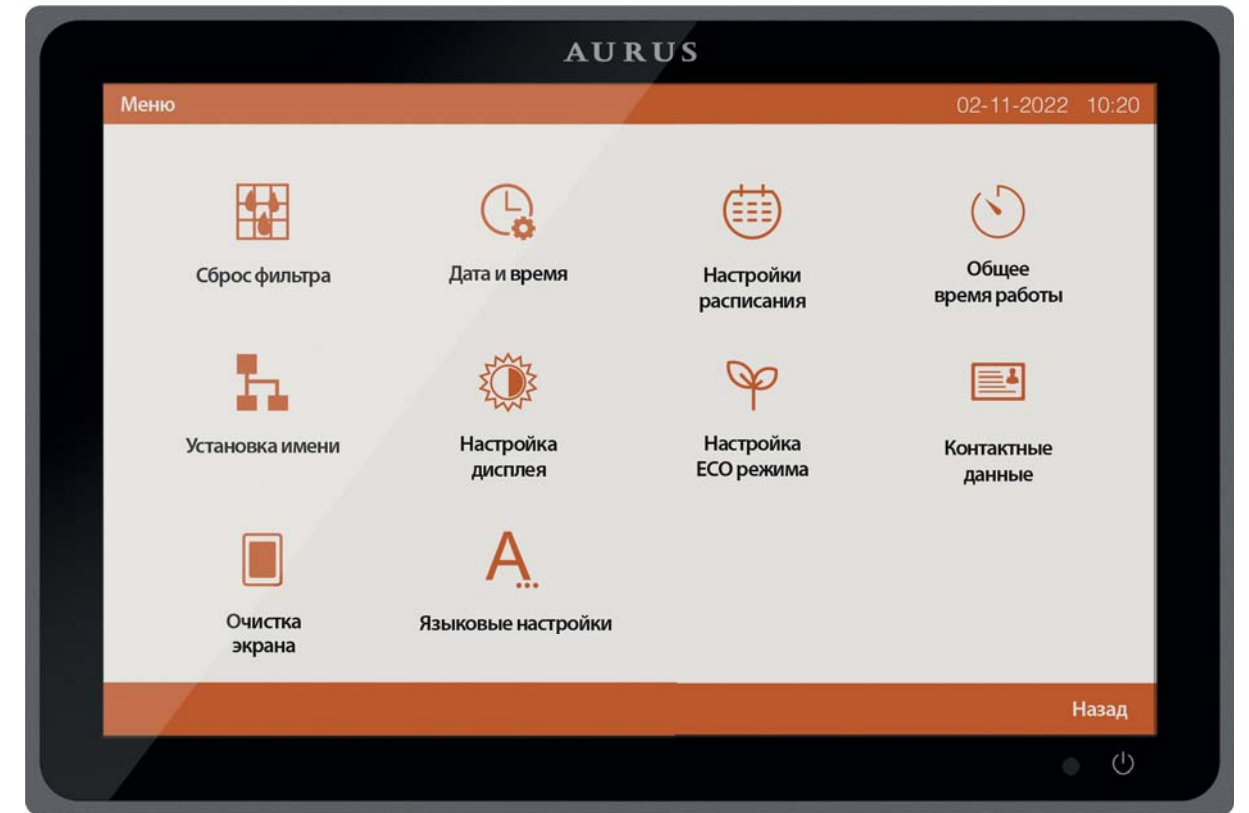 AURUS
Меню 02-11-2022 10:20
Сброс фильтра
Дата и время
Настройки
расписания
Общее
время работы
Установка имени
Настройка
дисплея
Настройка
ECO режима
Контактные
данные
A...
Очистка
экрана
Языковые настройки
Назад